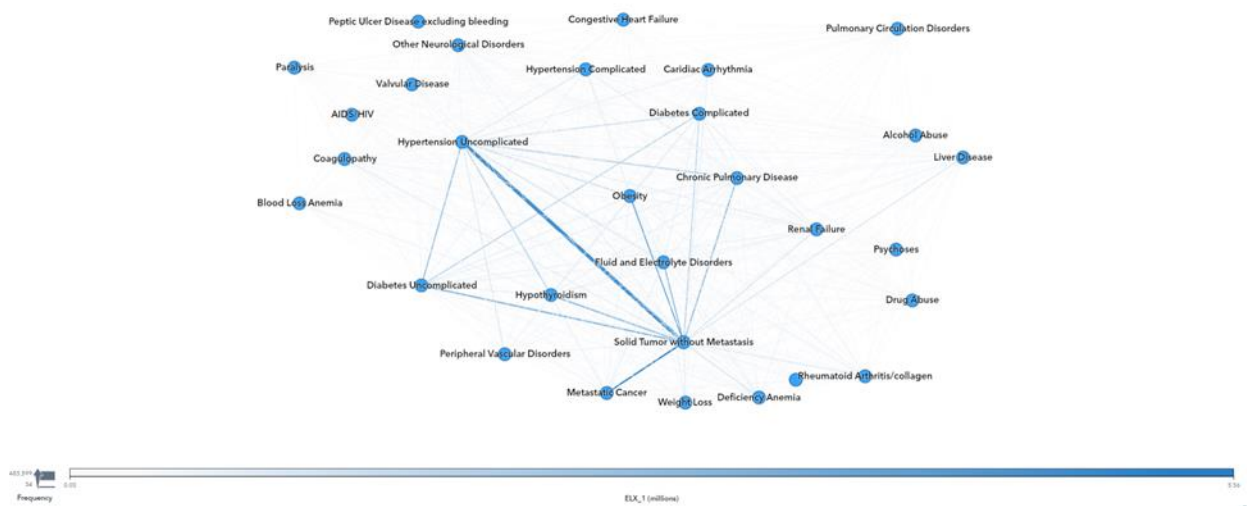 Peptic Ulcer Disease excluding bleeding
Congestive Heart Failure
Pulmonary Circulation Disorders
Other Neurological Disorders
Paralysis
Hypertension Complicated
Caridiac Arrhythmia
Valvular Disease
AIDS/HIV
Diabetes Complicated
Hypertension Uncomplicated
Alcohol Abuse
Coagulopathy
Liver Disease
Chronic Pulmonary Disease
Obesity
Blood Loss Anemia
Renal Failure
Psychoses
Fluid and Electrolyte Disorders
Diabetes Uncomplicated
Hypothyroidism
Drug Abuse
Solid Tumor without Metastasis
Peripheral Vascular Disorders
Rheumatoid Arthritis/collagen
Metastatic Cancer
Weight Loss
Deficiency Anemia
Frequency
ELX_1 (millions)